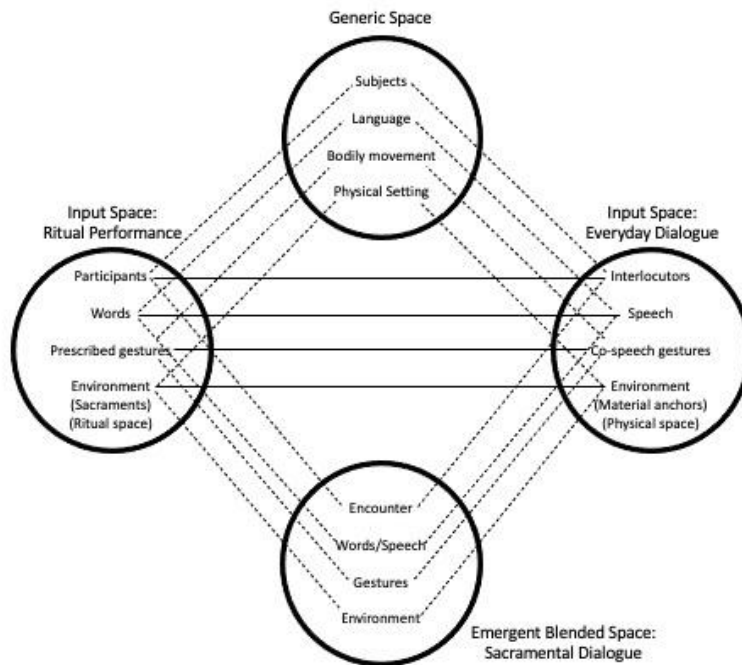 Generic Space
Subjects
Language
Bodily movement
Physical Setting
Input Space:
Ritual Performance
Participants
Words
Prescribed gestures
Environment
(Sacraments)
(Ritual space)
Input Space:
Everyday Dialogue
Interlocutors
Speech
Co-speech gestures
Environment
(Material anchors)
(Physical space)
Encounter
Words/Speech
Gestures
Environment
Emergent Blended Space:
Sacramental Dialogue